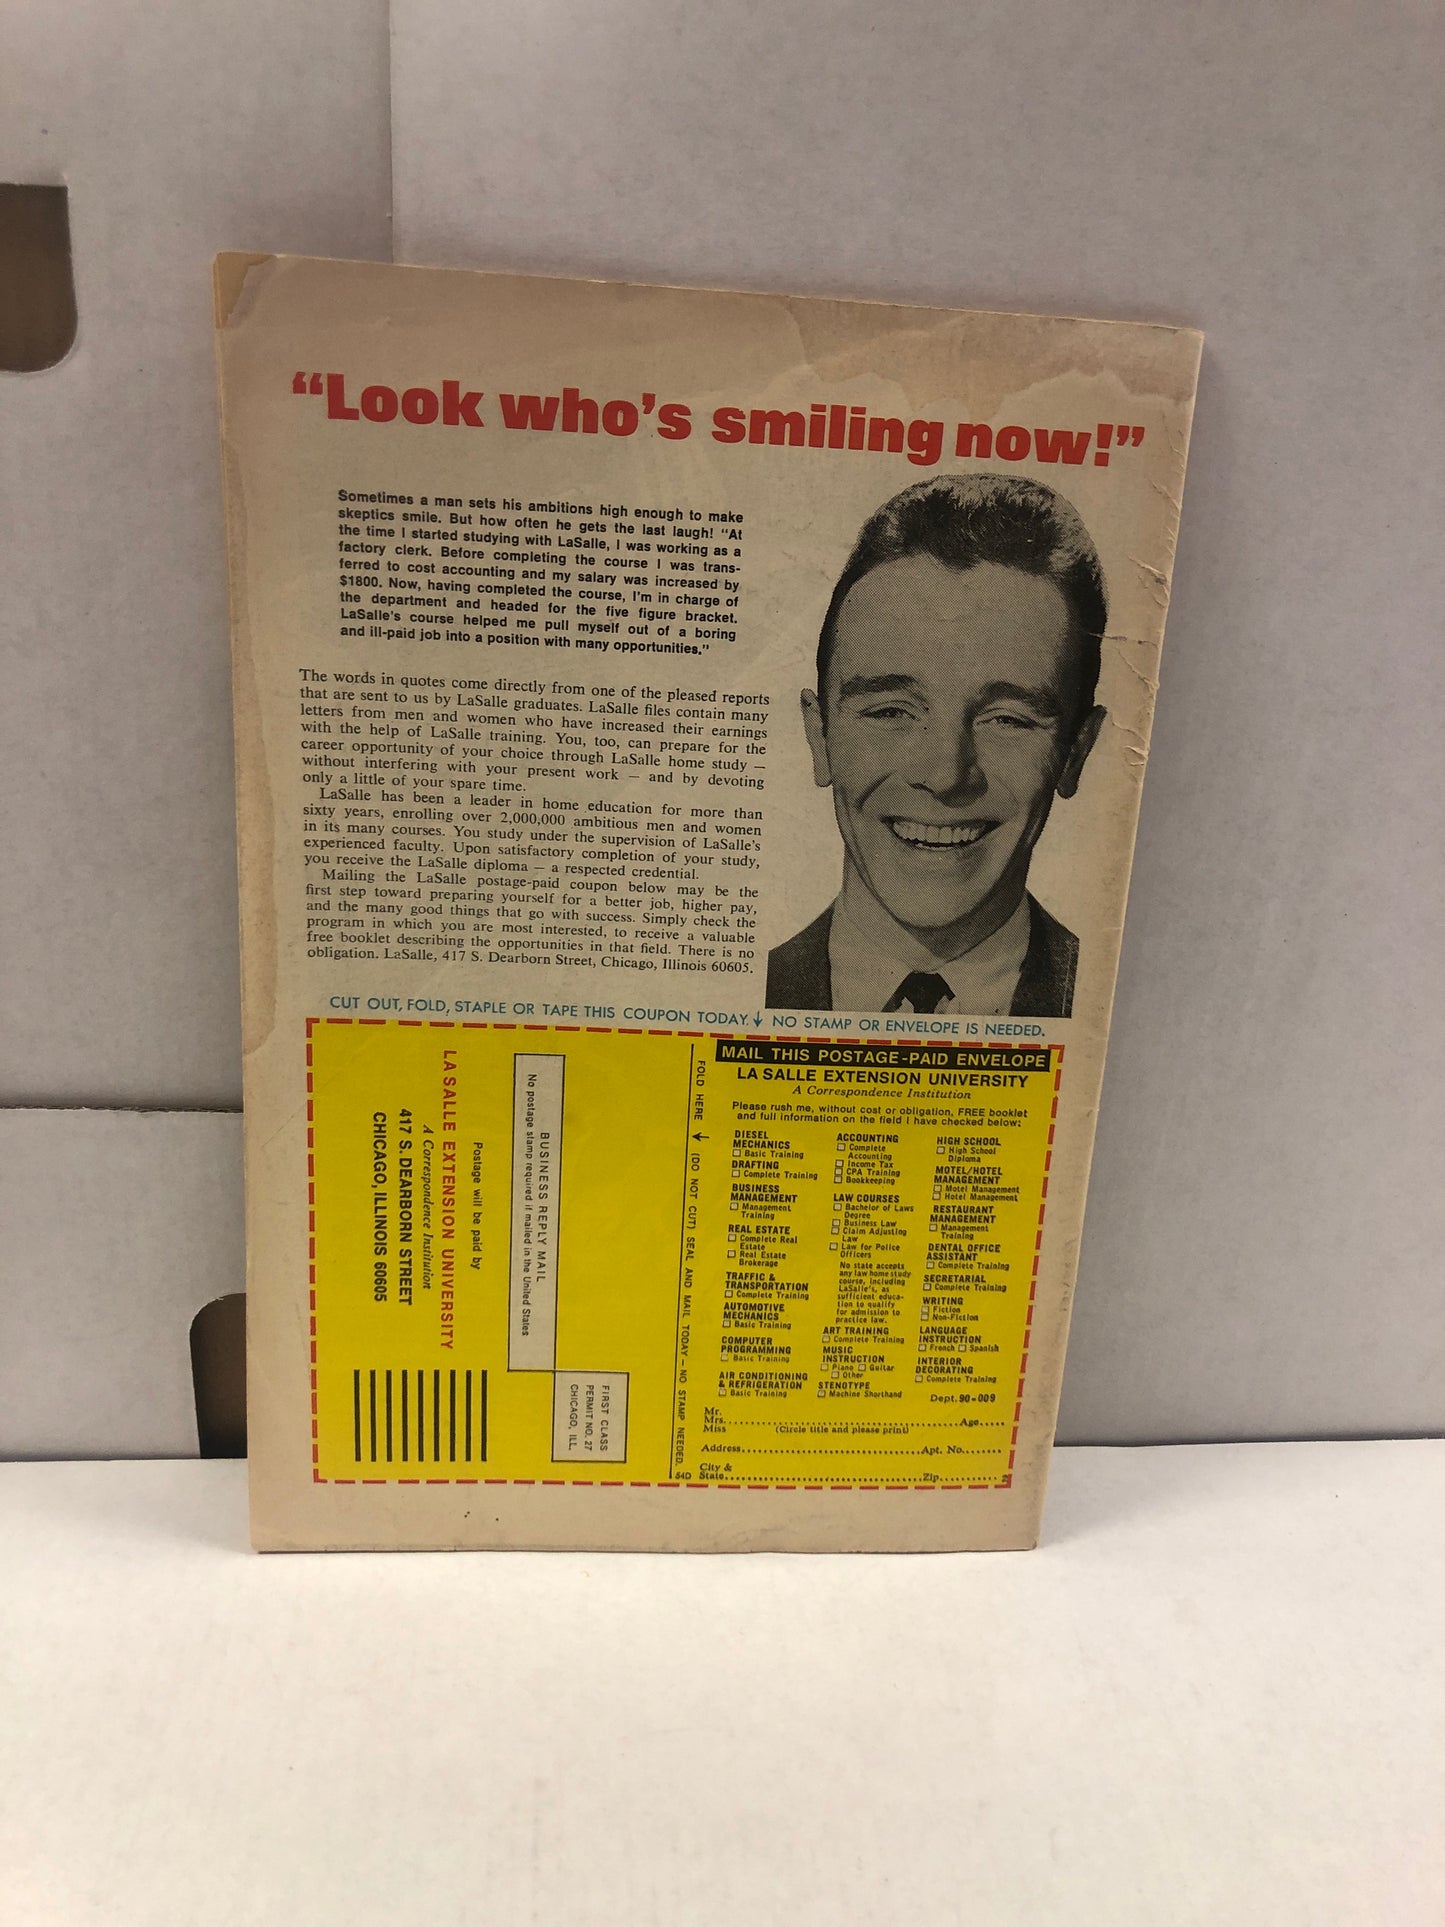 “Look who’s smiling now!”
Sometimes a man sets his ambitions high enough to make
skeptics smile. But how often he gets the last laugh! "At
the time I started studying with LaSalle, I was working as a
factory clerk. Before completing the course I was trans-
ferred to cost accounting and my salary was increased by
$1800. Now, having completed the course, I'm in charge of
the department and headed for the five figure bracket.
LaSalle's course helped me pull myself out of a boring
and ill-paid job into a position with many opportunities."
The words in quotes come directly from one of the pleased reports
that are sent to us by LaSalle graduates. LaSalle files contain many
letters from men and women who have increased their earnings
with the help of LaSalle training. You, too, can prepare for the
career opportunity of your choice through LaSalle home study —
without interfering with your present work — and by devoting
only a little of your spare time.
LaSalle has been a leader in home education for more than
sixty years, enrolling over 2,000,000 ambitious men and women
in its many courses. You study under the supervision of LaSalle's
experienced faculty. Upon satisfactory completion of your study,
you receive the LaSalle diploma — a respected credential.
Mailing the LaSalle postage-paid coupon below may be the
first step toward preparing yourself for a better job, higher pay,
and the many good things that go with success. Simply check the
program in which you are most interested, to receive a valuable
free booklet describing the opportunities in that field. There is no
obligation. LaSalle, 417 S. Dearborn Street, Chicago, Illinois 60605.
CUT OUT, FOLD, STAPLE OR TAPE THIS COUPON TODAY. ↓ NO STAMP OR ENVELOPE IS NEEDED.
FIRST CLASS
PERMIT NO. 27
CHICAGO, ILL.
BUSINESS REPLY MAIL
No postage stamp required if mailed in the United States
Postage will be paid by
LA SALLE EXTENSION UNIVERSITY
A Correspondence Institution
417 S. DEARBORN STREET
CHICAGO, ILLINOIS 60605
FOLD HERE ↓ (DO NOT CUT) SEAL AND MAIL TODAY — NO STAMP NEEDED.
MAIL THIS POSTAGE-PAID ENVELOPE
LA SALLE EXTENSION UNIVERSITY
A Correspondence Institution
Please rush me, without cost or obligation, FREE booklet
and full information on the field I have checked below:
DIESEL
MECHANICS
☐ Basic Training
DRAFTING
☐ Complete Training
BUSINESS
MANAGEMENT
☐ Management
Training
REAL ESTATE
☐ Complete Real
Estate
☐ Real Estate
Brokerage
TRAFFIC &
TRANSPORTATION
☐ Complete Training
AUTOMOTIVE
MECHANICS
☐ Basic Training
COMPUTER
PROGRAMMING
☐ Basic Training
AIR CONDITIONING
& REFRIGERATION
☐ Basic Training
ACCOUNTING
☐ Complete
Accounting
☐ Income Tax
☐ CPA Training
☐ Bookkeeping
LAW COURSES
☐ Bachelor of Laws
Degree
☐ Business Law
☐ Claim Adjusting
Law
☐ Law for Police
Officers
No state accepts
any law home study
course, including
LaSalle's, as
sufficient educa-
tion to qualify
for admission to
practice law.
ART TRAINING
☐ Complete Training
MUSIC
INSTRUCTION
☐ Piano ☐ Guitar
☐ Other
STENOTYPE
☐ Machine Shorthand
HIGH SCHOOL
☐ High School
Diploma
MOTEL/HOTEL
MANAGEMENT
☐ Motel Management
☐ Hotel Management
RESTAURANT
MANAGEMENT
☐ Management
Training
DENTAL OFFICE
ASSISTANT
☐ Complete Training
SECRETARIAL
☐ Complete Training
WRITING
☐ Fiction
☐ Non-Fiction
LANGUAGE
INSTRUCTION
☐ French ☐ Spanish
INTERIOR
DECORATING
☐ Complete Training
Dept. 90-009
Mr.
Mrs. Age
Miss (Circle title and please print)
Address Apt. No.
City &
54D State Zip 2